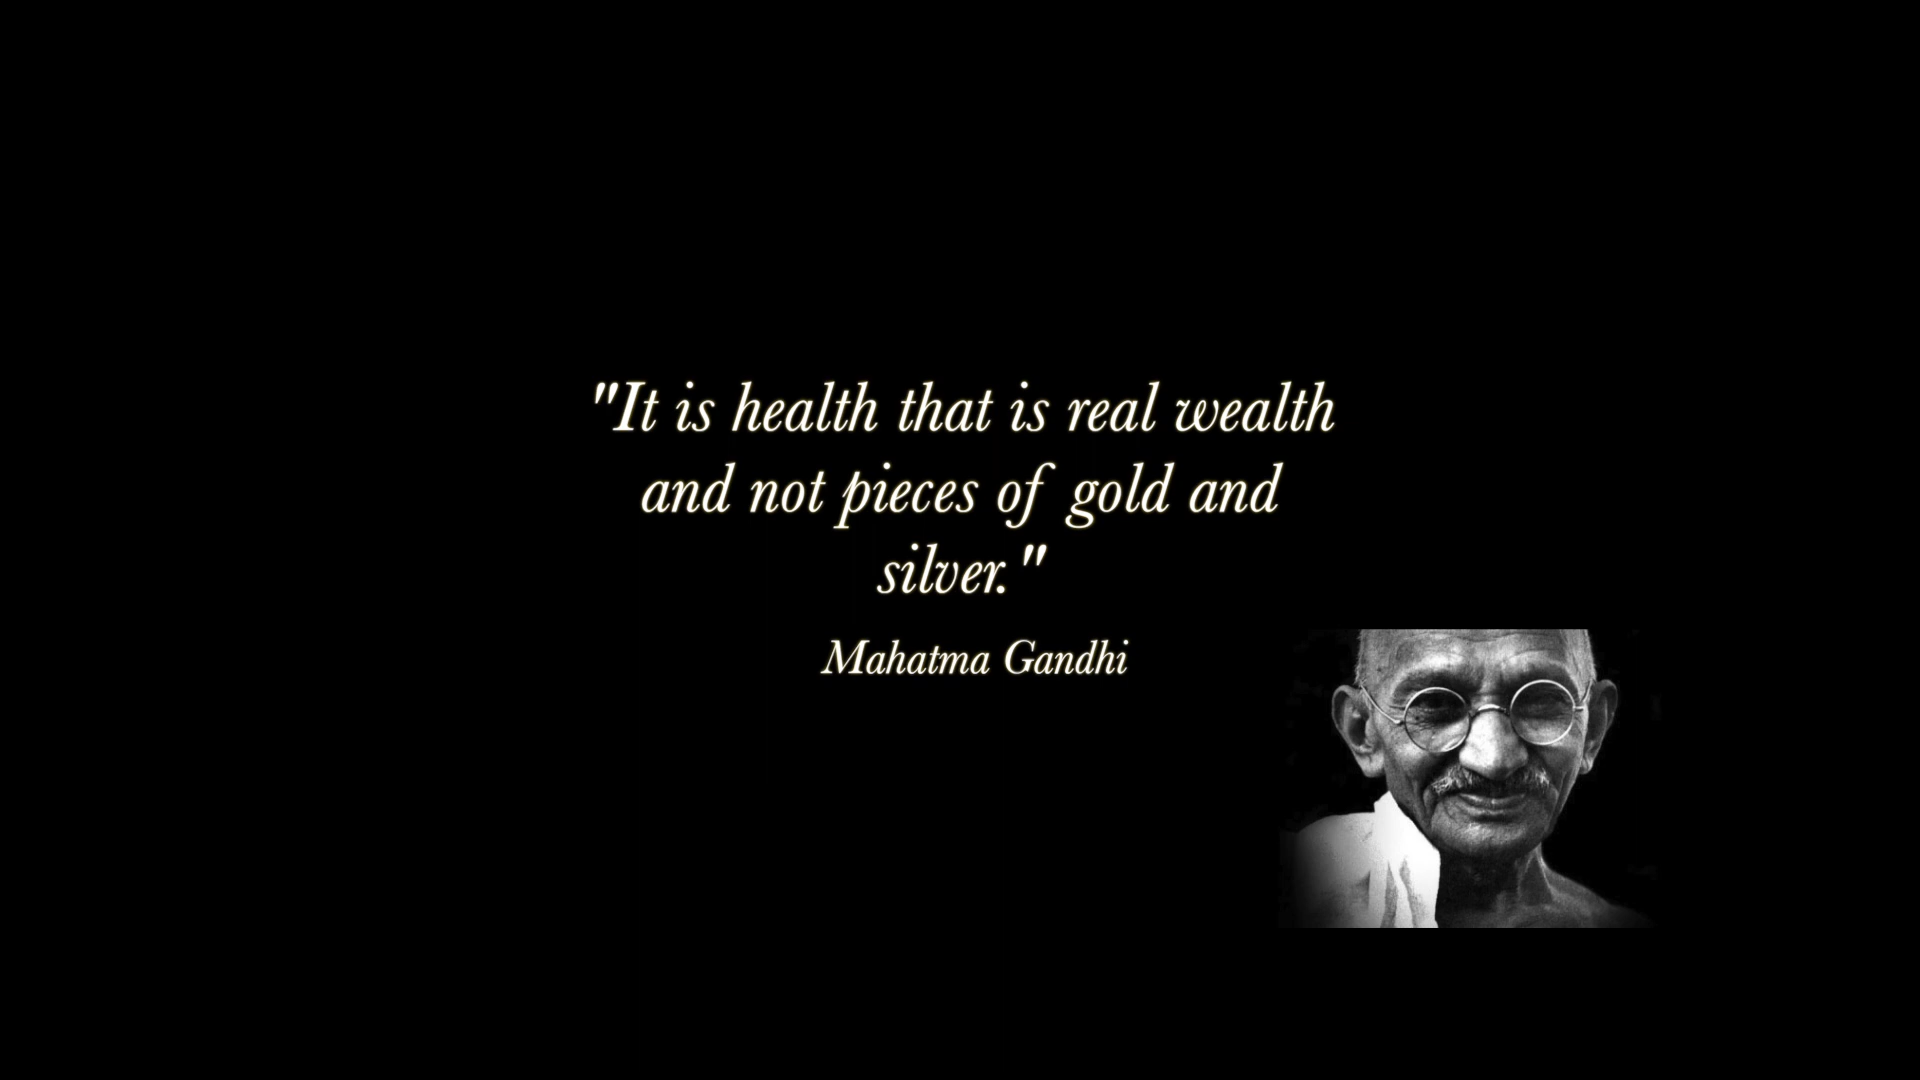 "It is health that is real wealth
and not pieces of gold and
silver."
Mahatma Gandhi